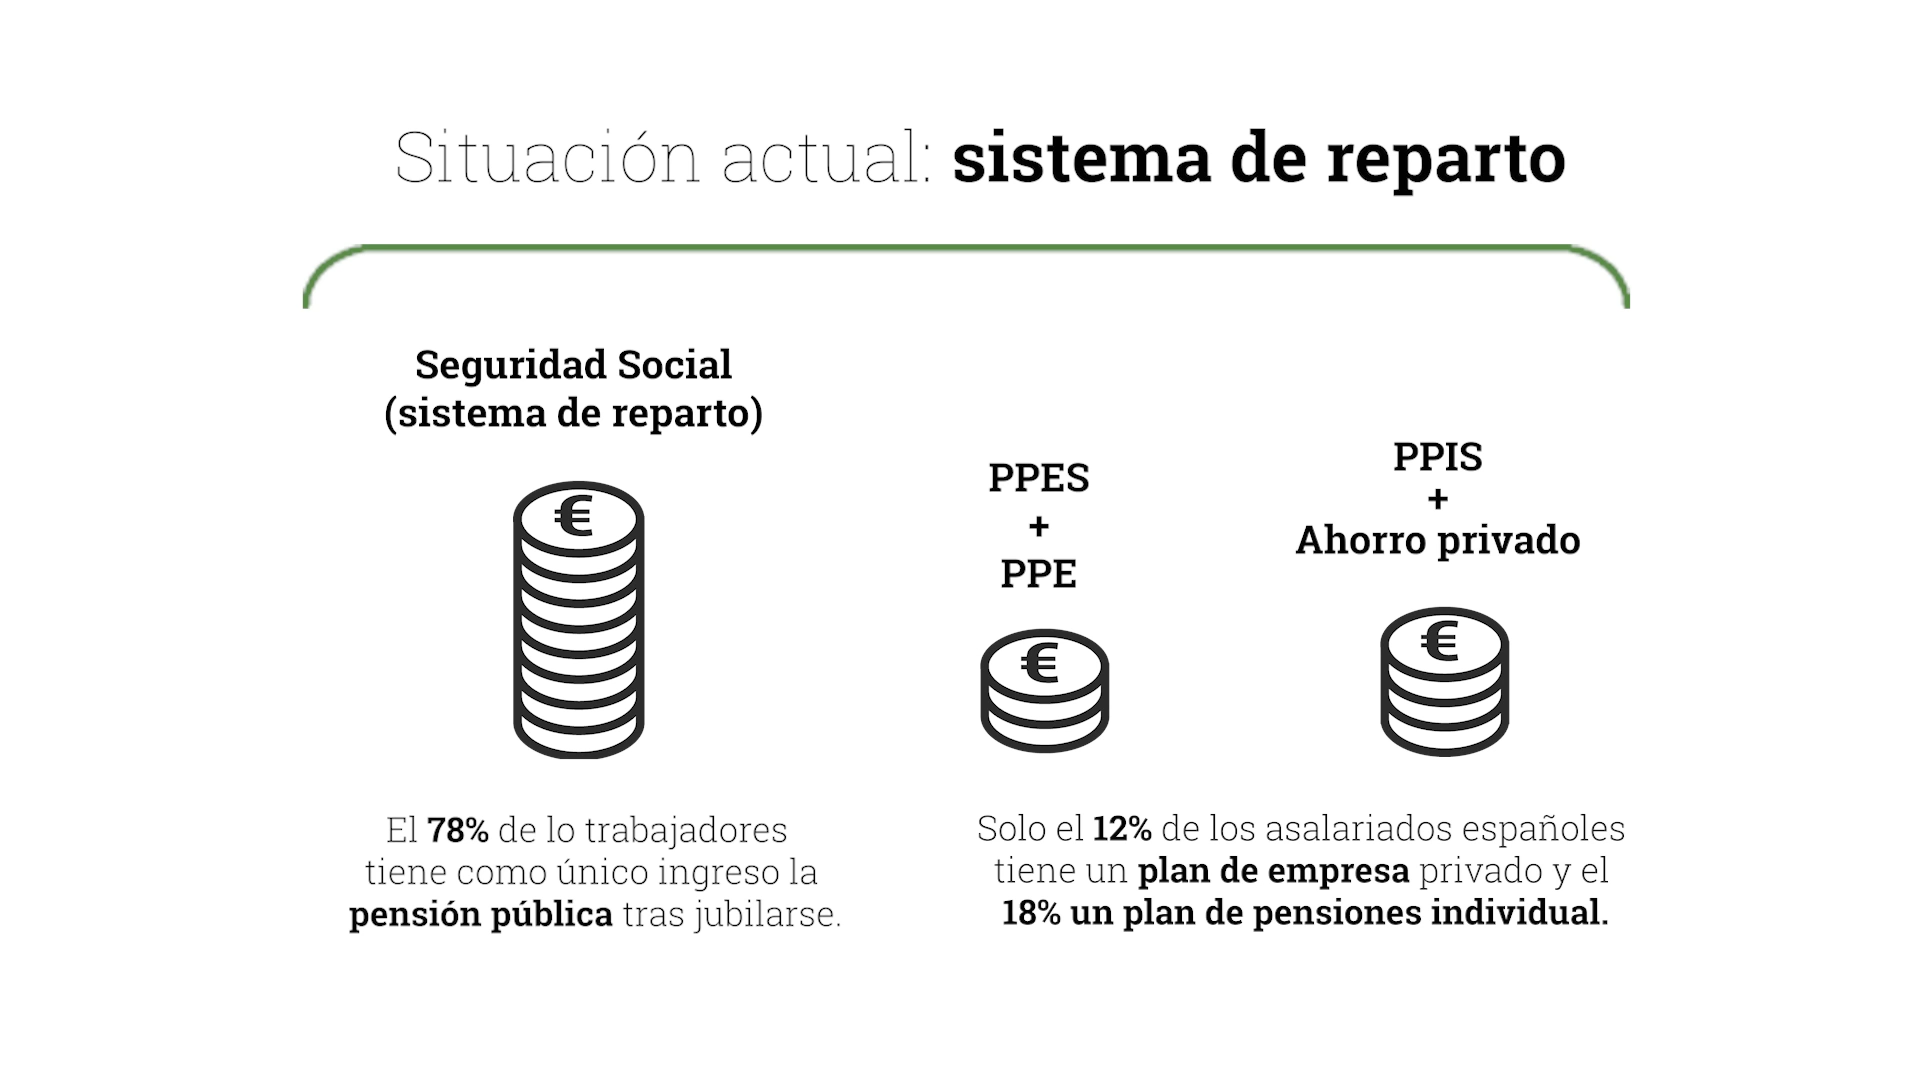 Situación actual: sistema de reparto
Seguridad Social
(sistema de reparto)
€
El 78% de lo trabajadores
tiene como único ingreso la
pensión pública tras jubilarse.
PPES
+
PPE
€
PPIS
+
Ahorro privado
€
Solo el 12% de los asalariados españoles
tiene un plan de empresa privado y el
18% un plan de pensiones individual.